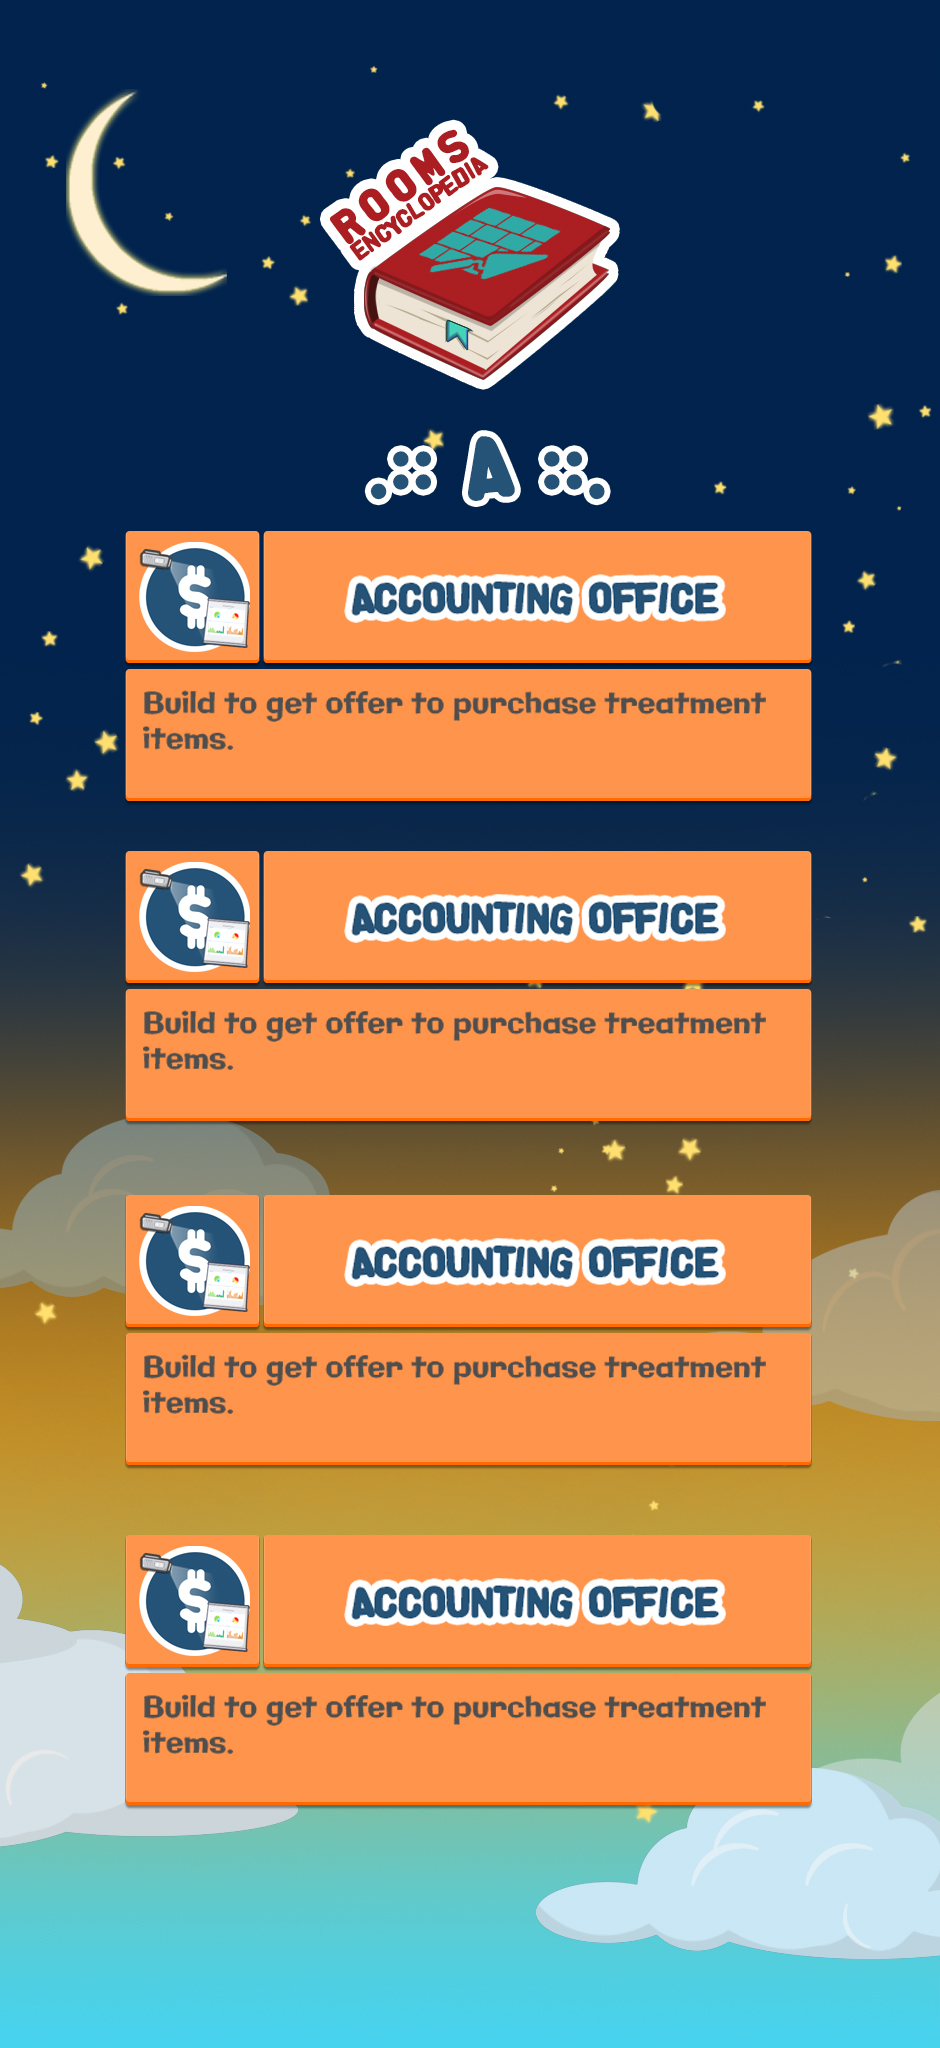 ROOMS
ENCYCLOPEDIA
A
$
ACCOUNTING OFFICE
Build to get offer to purchase treatment
items.
$
ACCOUNTING OFFICE
Build to get offer to purchase treatment
items.
$
ACCOUNTING OFFICE
Build to get offer to purchase treatment
items.
$
ACCOUNTING OFFICE
Build to get offer to purchase treatment
items.